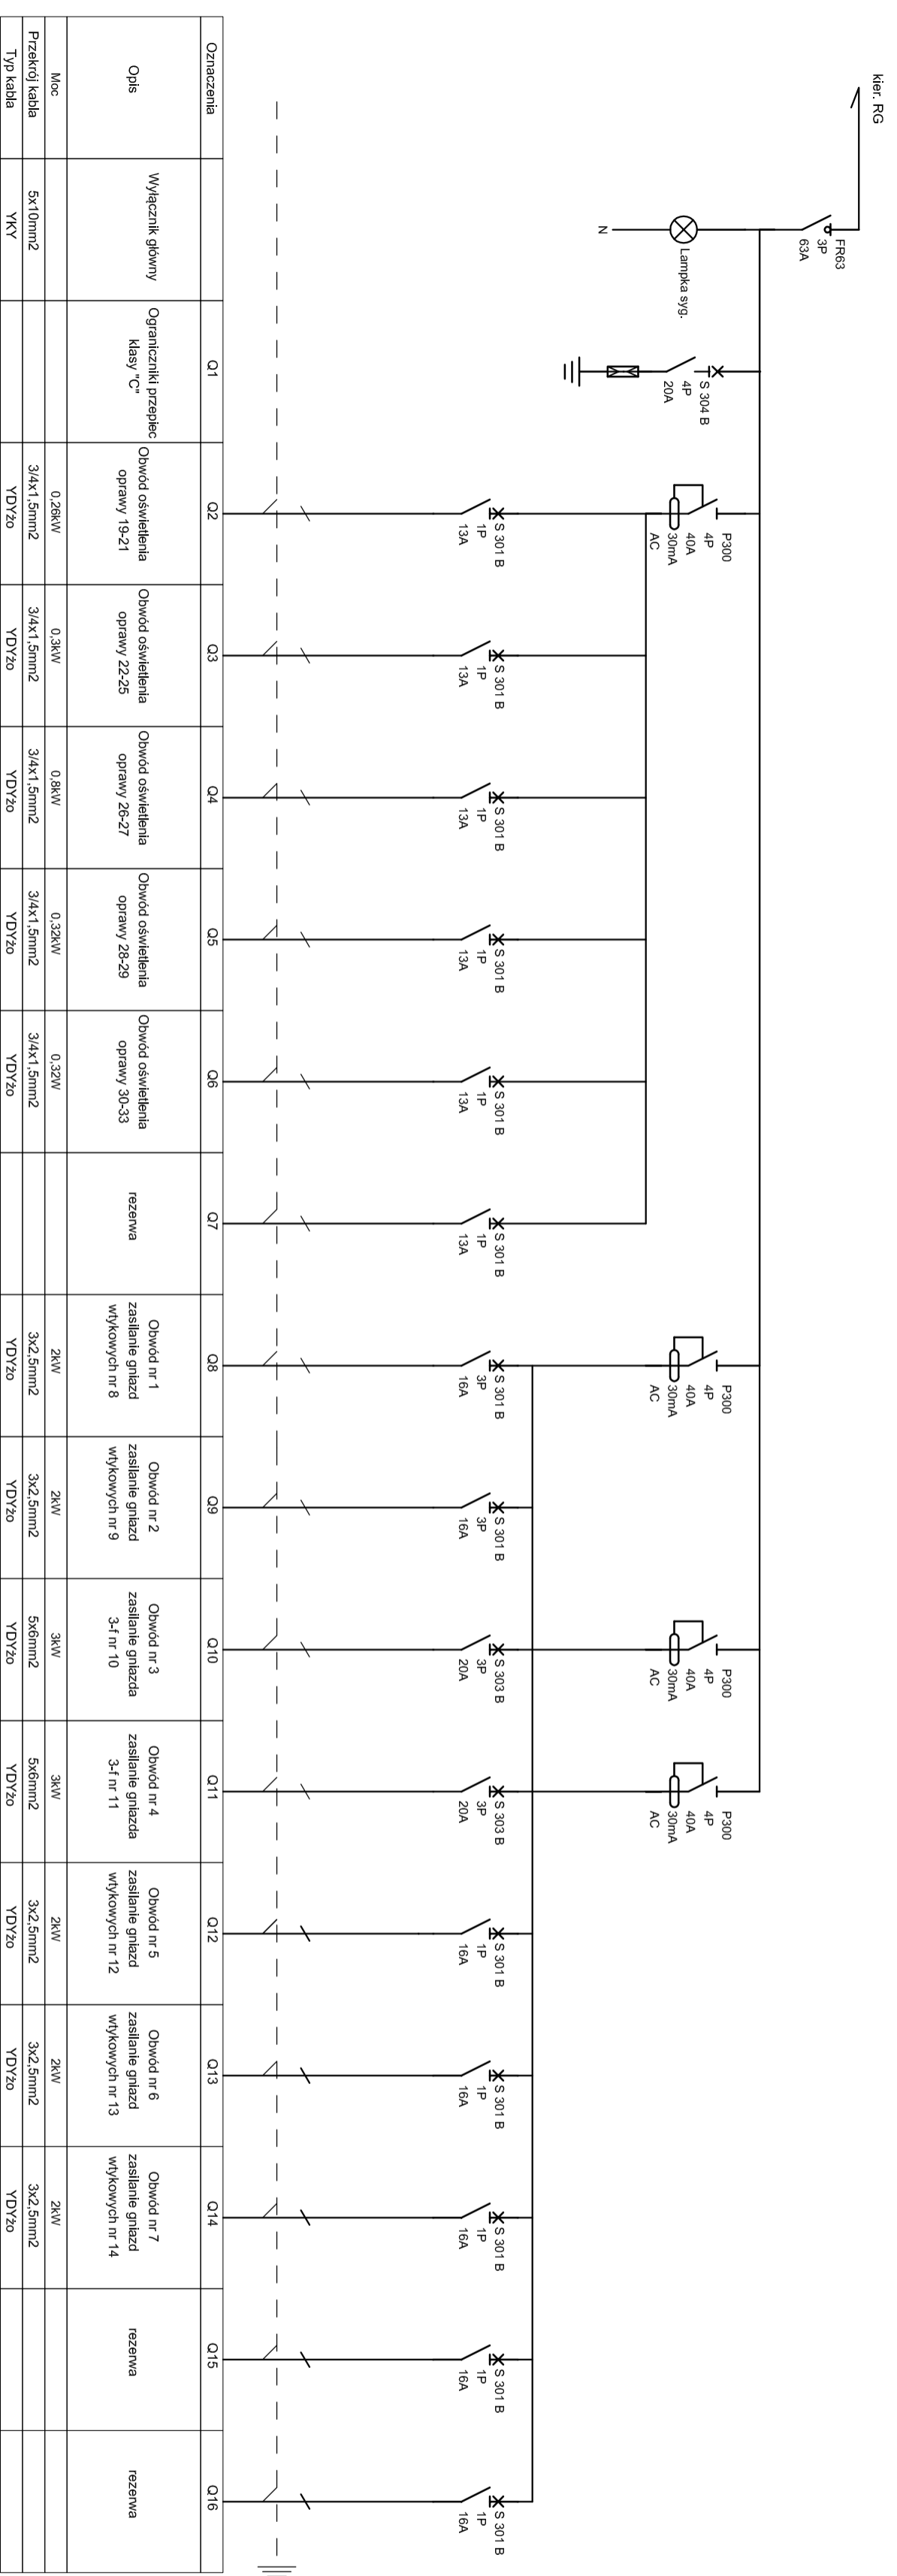 kier. RG
FR63
3P
63A
Lampka syg.
N
S 304 B
4P
20A
P300
4P
40A
30mA
AC
P300
4P
40A
30mA
AC
P300
4P
40A
30mA
AC
P300
4P
40A
30mA
AC
S 301 B
1P
13A
S 301 B
1P
13A
S 301 B
1P
13A
S 301 B
1P
13A
S 301 B
1P
13A
S 301 B
1P
13A
S 301 B
3P
16A
S 301 B
3P
16A
S 303 B
3P
20A
S 303 B
3P
20A
S 301 B
1P
16A
S 301 B
1P
16A
S 301 B
1P
16A
S 301 B
1P
16A
S 301 B
1P
16A
Oznaczenia
Q1
Q2
Q3
Q4
Q5
Q6
Q7
Q8
Q9
Q10
Q11
Q12
Q13
Q14
Q15
Q16
Opis
Wyłącznik główny
Ograniczniki przepiec
klasy "C"
Obwód oświetlenia
oprawy 19-21
Obwód oświetlenia
oprawy 22-25
Obwód oświetlenia
oprawy 26-27
Obwód oświetlenia
oprawy 28-29
Obwód oświetlenia
oprawy 30-33
rezerwa
Obwód nr 1
zasilanie gniazd
wtykowych nr 8
Obwód nr 2
zasilanie gniazd
wtykowych nr 9
Obwód nr 3
zasilanie gniazda
3-f nr 10
Obwód nr 4
zasilanie gniazda
3-f nr 11
Obwód nr 5
zasilanie gniazd
wtykowych nr 12
Obwód nr 6
zasilanie gniazd
wtykowych nr 13
Obwód nr 7
zasilanie gniazd
wtykowych nr 14
rezerwa
rezerwa
Moc
0,26kW
0,3kW
0,8kW
0,32kW
0,32W
2kW
2kW
3kW
3kW
2kW
2kW
2kW
Przekrój kabla
5x10mm2
3/4x1,5mm2
3/4x1,5mm2
3/4x1,5mm2
3/4x1,5mm2
3/4x1,5mm2
3x2,5mm2
3x2,5mm2
5x6mm2
5x6mm2
3x2,5mm2
3x2,5mm2
3x2,5mm2
Typ kabla
YKY
YDYżo
YDYżo
YDYżo
YDYżo
YDYżo
YDYżo
YDYżo
YDYżo
YDYżo
YDYżo
YDYżo
YDYżo